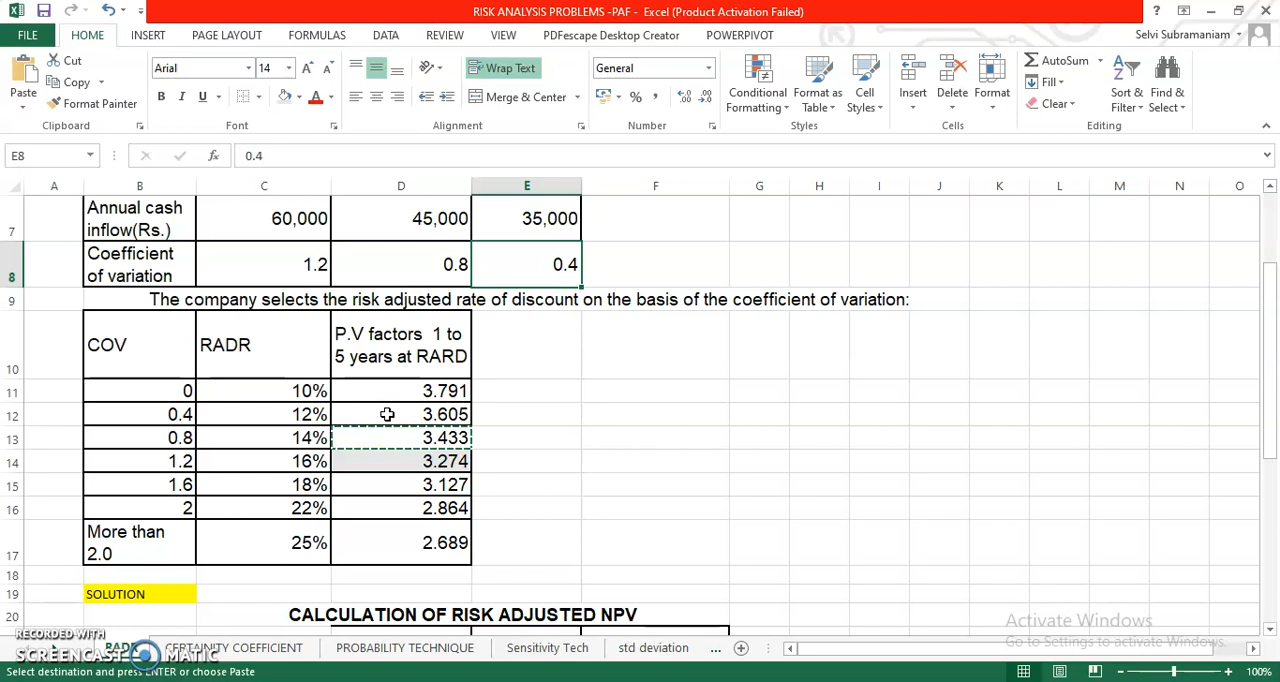 RISK ANALYSIS PROBLEMS -PAF - Excel (Product Activation Failed)
FILE HOME INSERT PAGE LAYOUT FORMULAS DATA REVIEW VIEW PDFescape Desktop Creator POWERPIVOT Selvi Subramaniam
Cut
Copy
Format Painter
Paste
Clipboard
Arial 14
B I U
Font
Wrap Text
Merge & Center
Alignment
General
%
Number
Conditional Formatting
Format as Table
Cell Styles
Styles
Insert Delete Format
Cells
AutoSum
Fill
Clear
Sort & Filter
Find & Select
Editing
E8 fx 0.4
A B C D E F G H I J K L M N O
7 Annual cash inflow(Rs.) 60,000 45,000 35,000
8 Coefficient of variation 1.2 0.8 0.4
9 The company selects the risk adjusted rate of discount on the basis of the coefficient of variation:
10 COV RADR P.V factors 1 to 5 years at RARD
11 0 10% 3.791
12 0.4 12% 3.605
13 0.8 14% 3.433
14 1.2 16% 3.274
15 1.6 18% 3.127
16 2 22% 2.864
17 More than 2.0 25% 2.689
18
19 SOLUTION
20 CALCULATION OF RISK ADJUSTED NPV
Activate Windows
Go to Settings to activate Windows.
RECORDED WITH
SCREENCAST MATIC
COEFFICIENT
TECNIQUE
Sensitivity Tech
std deviation
...
Select destination and press ENTER or choose Paste
100%